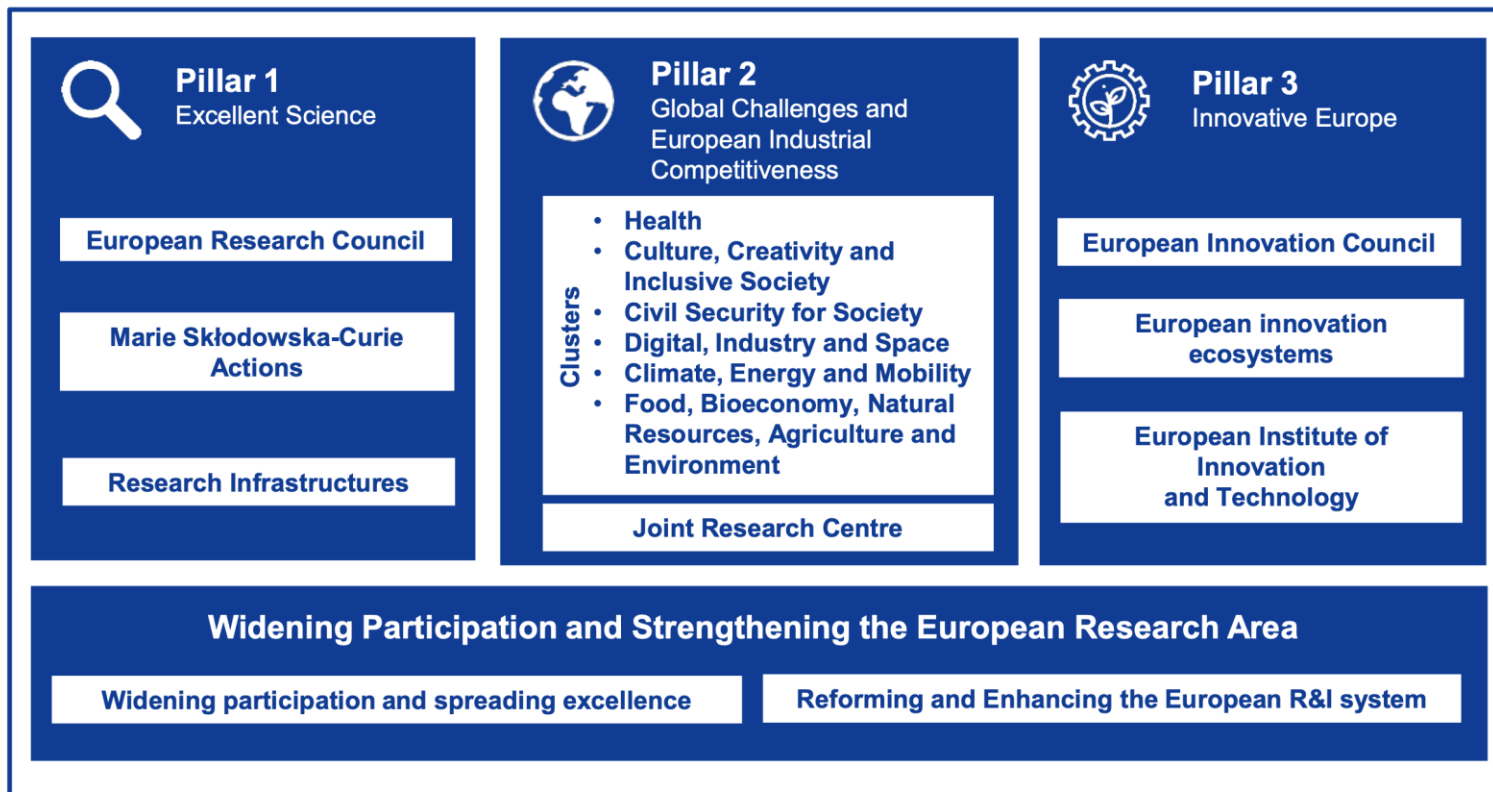 Pillar 1
Excellent Science
European Research Council
Marie Skłodowska-Curie
Actions
Research Infrastructures
Pillar 2
Global Challenges and
European Industrial
Competitiveness
Clusters
• Health
• Culture, Creativity and
Inclusive Society
• Civil Security for Society
• Digital, Industry and Space
• Climate, Energy and Mobility
• Food, Bioeconomy, Natural
Resources, Agriculture and
Environment
Joint Research Centre
Pillar 3
Innovative Europe
European Innovation Council
European innovation
ecosystems
European Institute of
Innovation
and Technology
Widening Participation and Strengthening the European Research Area
Widening participation and spreading excellence
Reforming and Enhancing the European R&I system